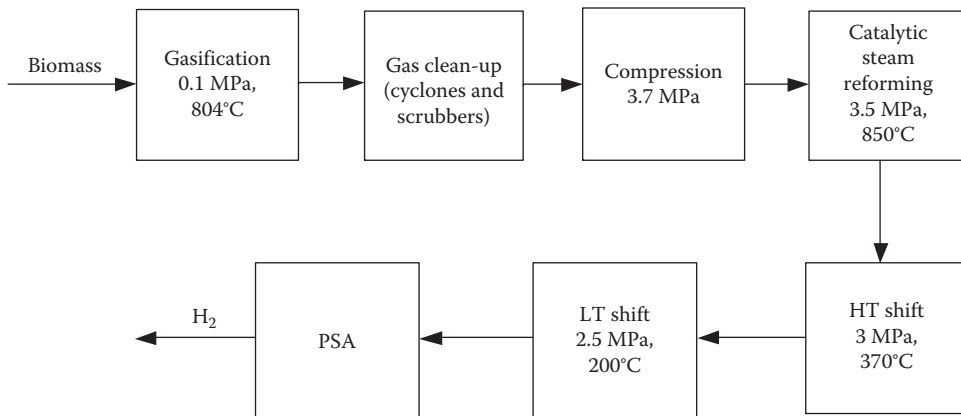 Biomass
Gasification
0.1 MPa,
804°C
Gas clean-up
(cyclones and
scrubbers)
Compression
3.7 MPa
Catalytic
steam
reforming
3.5 MPa,
850°C
HT shift
3 MPa,
370°C
LT shift
2.5 MPa,
200°C
PSA
H₂